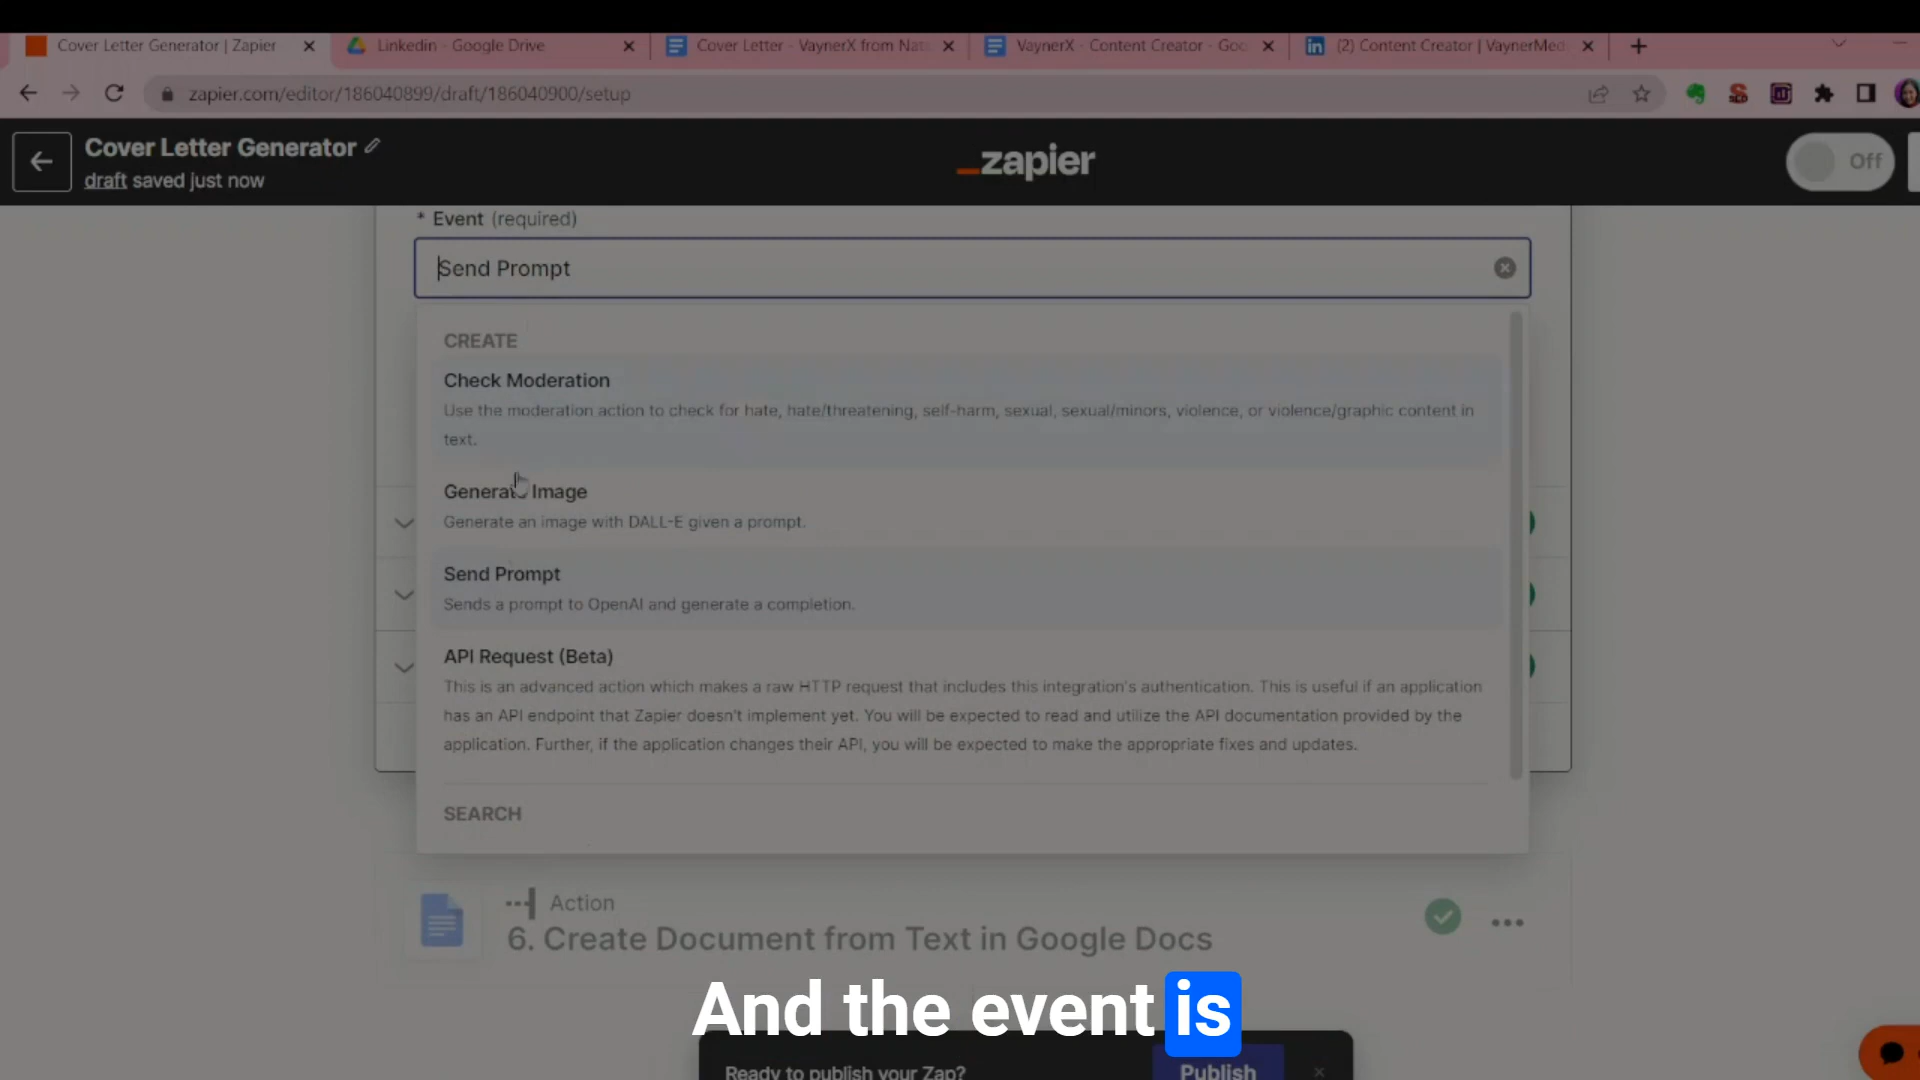 Cover Letter Generator | Zapier
Linkedin - Google Drive
Cover Letter - VaynerX from Nata
VaynerX - Content Creator - Goo
(2) Content Creator | VaynerMed
zapier.com/editor/186040899/draft/186040900/setup
Cover Letter Generator
draft saved just now
zapier
Off
* Event (required)
Send Prompt
CREATE
Check Moderation
Use the moderation action to check for hate, hate/threatening, self-harm, sexual, sexual/minors, violence, or violence/graphic content in
text.
Generate Image
Generate an image with DALL-E given a prompt.
Send Prompt
Sends a prompt to OpenAI and generate a completion.
API Request (Beta)
This is an advanced action which makes a raw HTTP request that includes this integration's authentication. This is useful if an application
has an API endpoint that Zapier doesn't implement yet. You will be expected to read and utilize the API documentation provided by the
application. Further, if the application changes their API, you will be expected to make the appropriate fixes and updates.
SEARCH
Action
6. Create Document from Text in Google Docs
And the event is
Ready to publish your Zap?
Publish